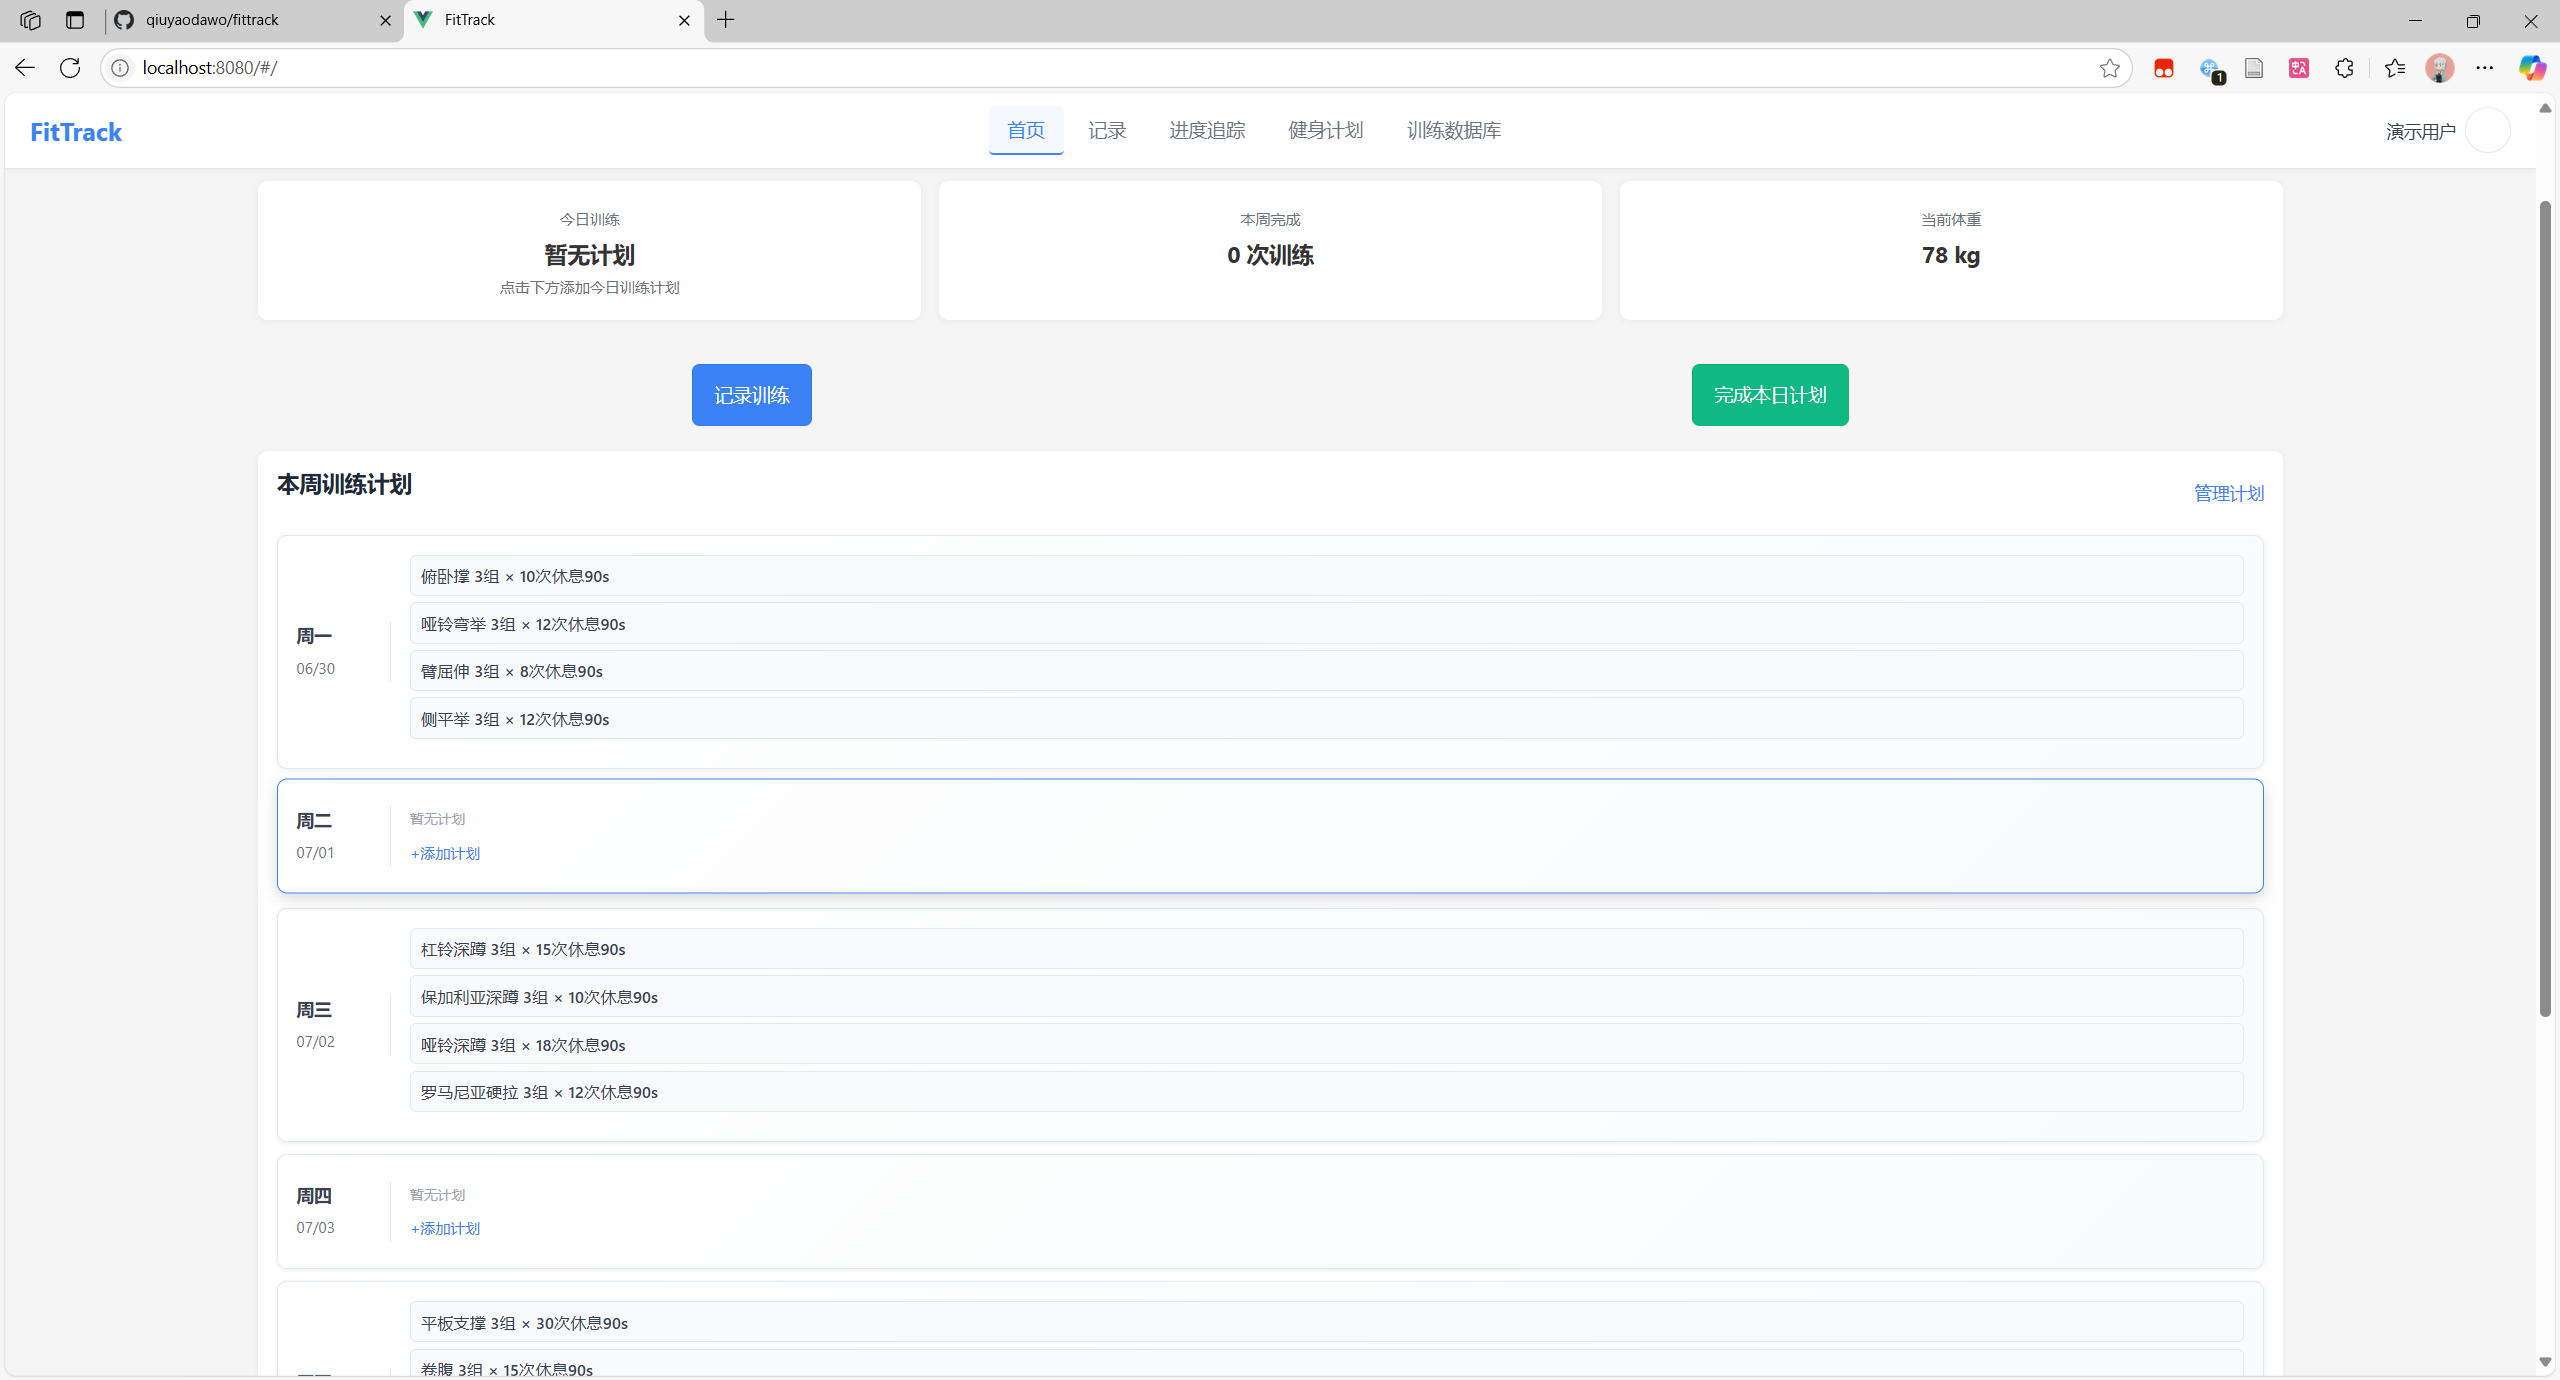 qiuyaodawo/fittrack
FitTrack
localhost:8080/#/
1
FitTrack
首页
记录
进度追踪
健身计划
训练数据库
演示用户
今日训练
暂无计划
点击下方添加今日训练计划
本周完成
0 次训练
当前体重
78 kg
记录训练
完成本日计划
本周训练计划
管理计划
周一
06/30
俯卧撑 3组 × 10次休息90s
哑铃弯举 3组 × 12次休息90s
臂屈伸 3组 × 8次休息90s
侧平举 3组 × 12次休息90s
周二
07/01
暂无计划
+添加计划
周三
07/02
杠铃深蹲 3组 × 15次休息90s
保加利亚深蹲 3组 × 10次休息90s
哑铃深蹲 3组 × 18次休息90s
罗马尼亚硬拉 3组 × 12次休息90s
周四
07/03
暂无计划
+添加计划
平板支撑 3组 × 30次休息90s
卷腹 3组 × 15次休息90s